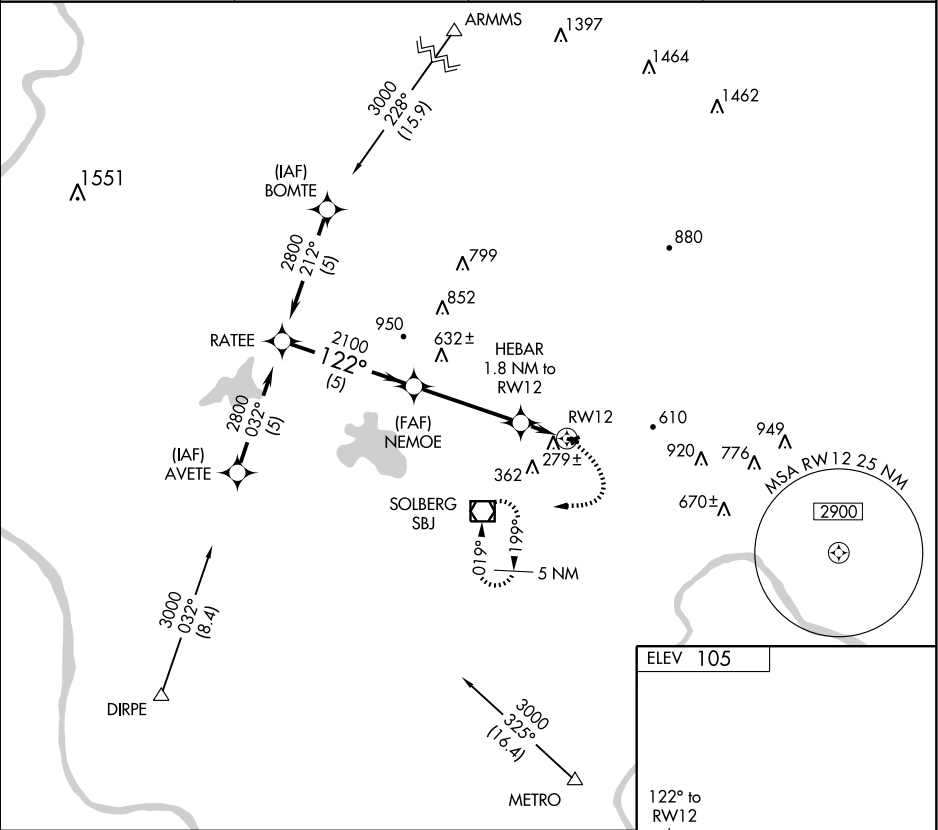 ARMMS
1397
1464
1462
3000
228°
(15.9)
1551
(IAF)
BOMTE
880
2800
212°
(5)
799
852
950
632±
RATEE
2100
122°
(5)
HEBAR
1.8 NM to
RW12
RW12
(FAF)
NEMOE
2800
032°
(5)
(IAF)
AVETE
610
949
920
776
279±
362
670±
MSA RW12 25 NM
2900
SOLBERG
SBJ
019°
199°
5 NM
3000
032°
(8.4)
DIRPE
3000
325°
(16.4)
METRO
ELEV 105
122° to
RW12